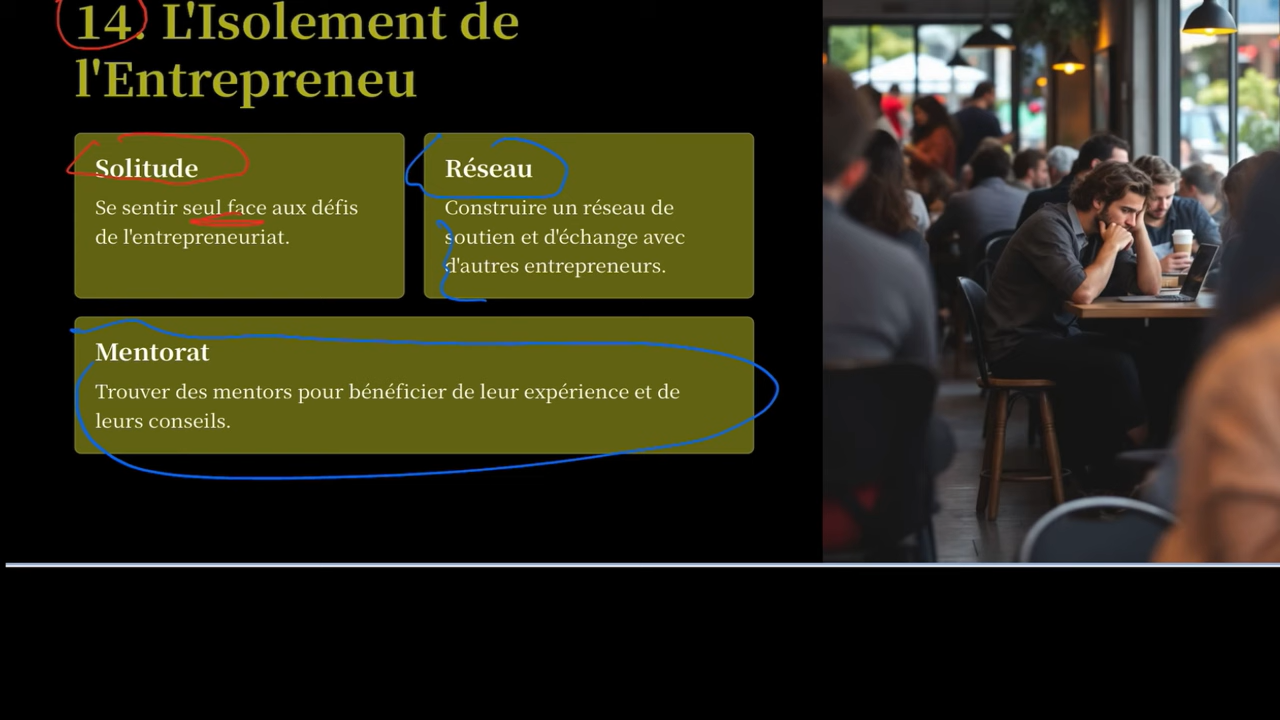 14. L'Isolement de
l'Entrepreneu
Solitude
Se sentir seul face aux défis
de l'entrepreneuriat.
Réseau
Construire un réseau de
soutien et d'échange avec
d'autres entrepreneurs.
Mentorat
Trouver des mentors pour bénéficier de leur expérience et de
leurs conseils.